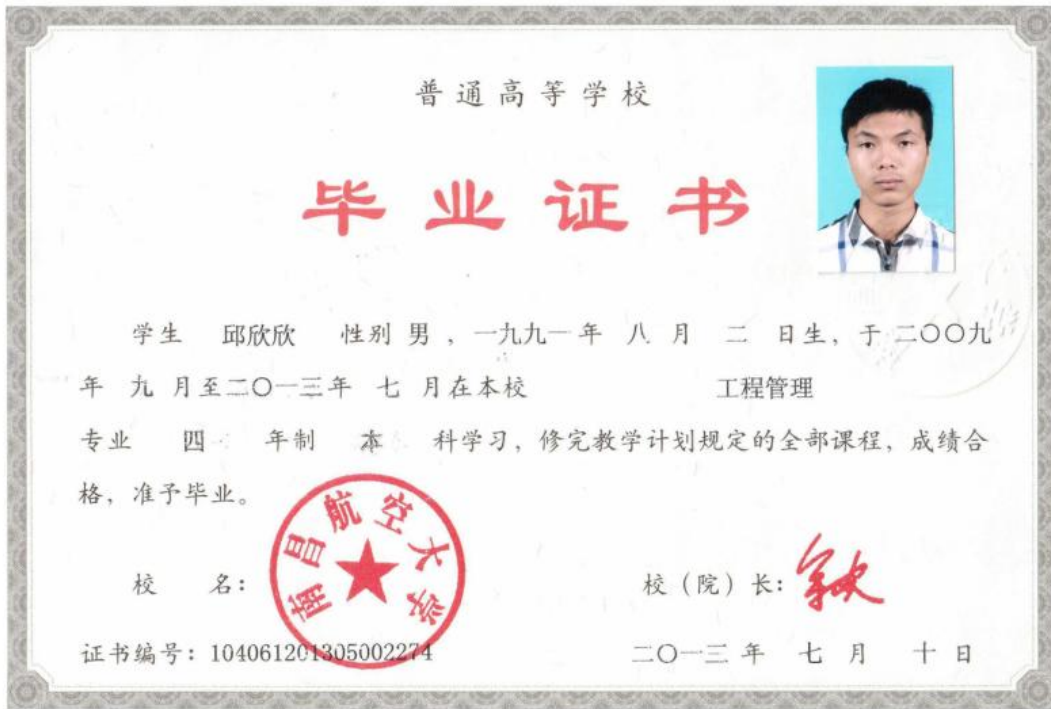 普通高等学校
毕业证书
学生 邱欣欣 性别 男 ，一九九一 年 八 月 二 日生，于 二〇〇九
年 九 月至二〇一三年 七 月在本校 工程管理
专业 四 年制 本 科学习，修完教学计划规定的全部课程，成绩合
格，准予毕业。
南昌航空大学
校 名： 校（院）长：
证书编号：104061201305002274 二〇一三 年 七 月 十 日